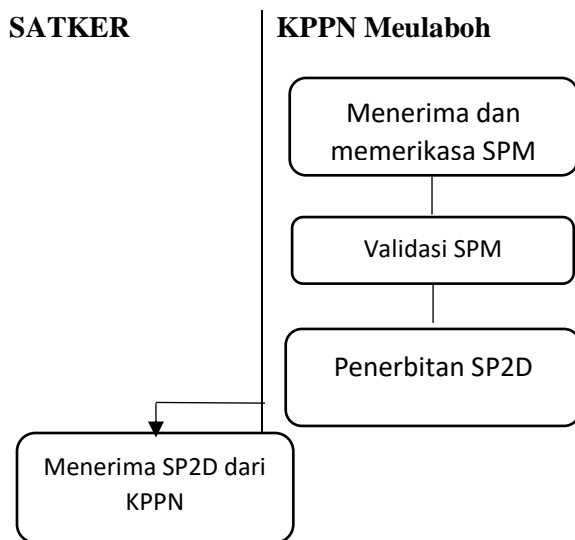 SATKER
KPPN Meulaboh
Menerima dan
memerikasa SPM
Validasi SPM
Penerbitan SP2D
Menerima SP2D dari
KPPN